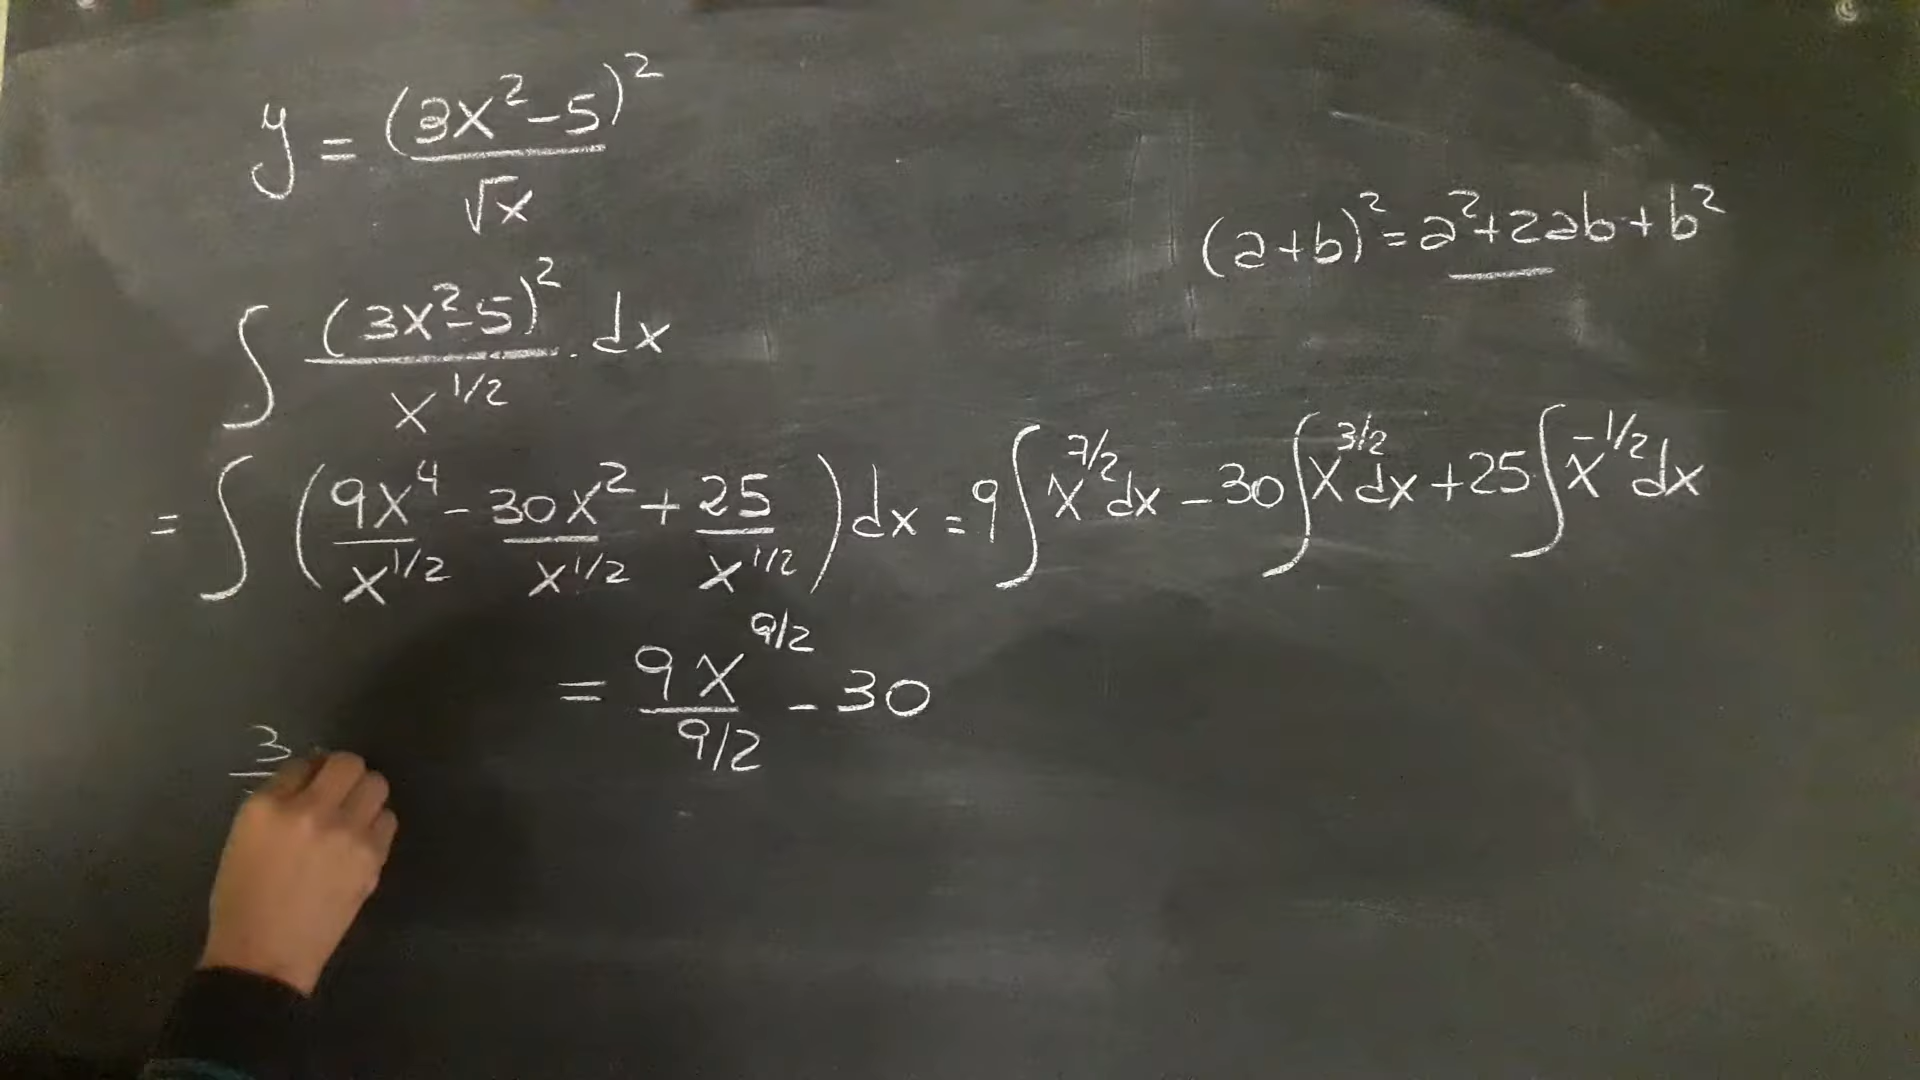 y = (3x²-5)² / √x
(a+b)² = a²+2ab+b²
∫ (3x²-5)² / x^1/2 . dx
= ∫ (9x⁴/x^1/2 - 30x²/x^1/2 + 25/x^1/2) dx = 9∫x^7/2 dx - 30∫x^3/2 dx + 25∫x^-1/2 dx
= 9x^9/2 / 9/2 - 30
3